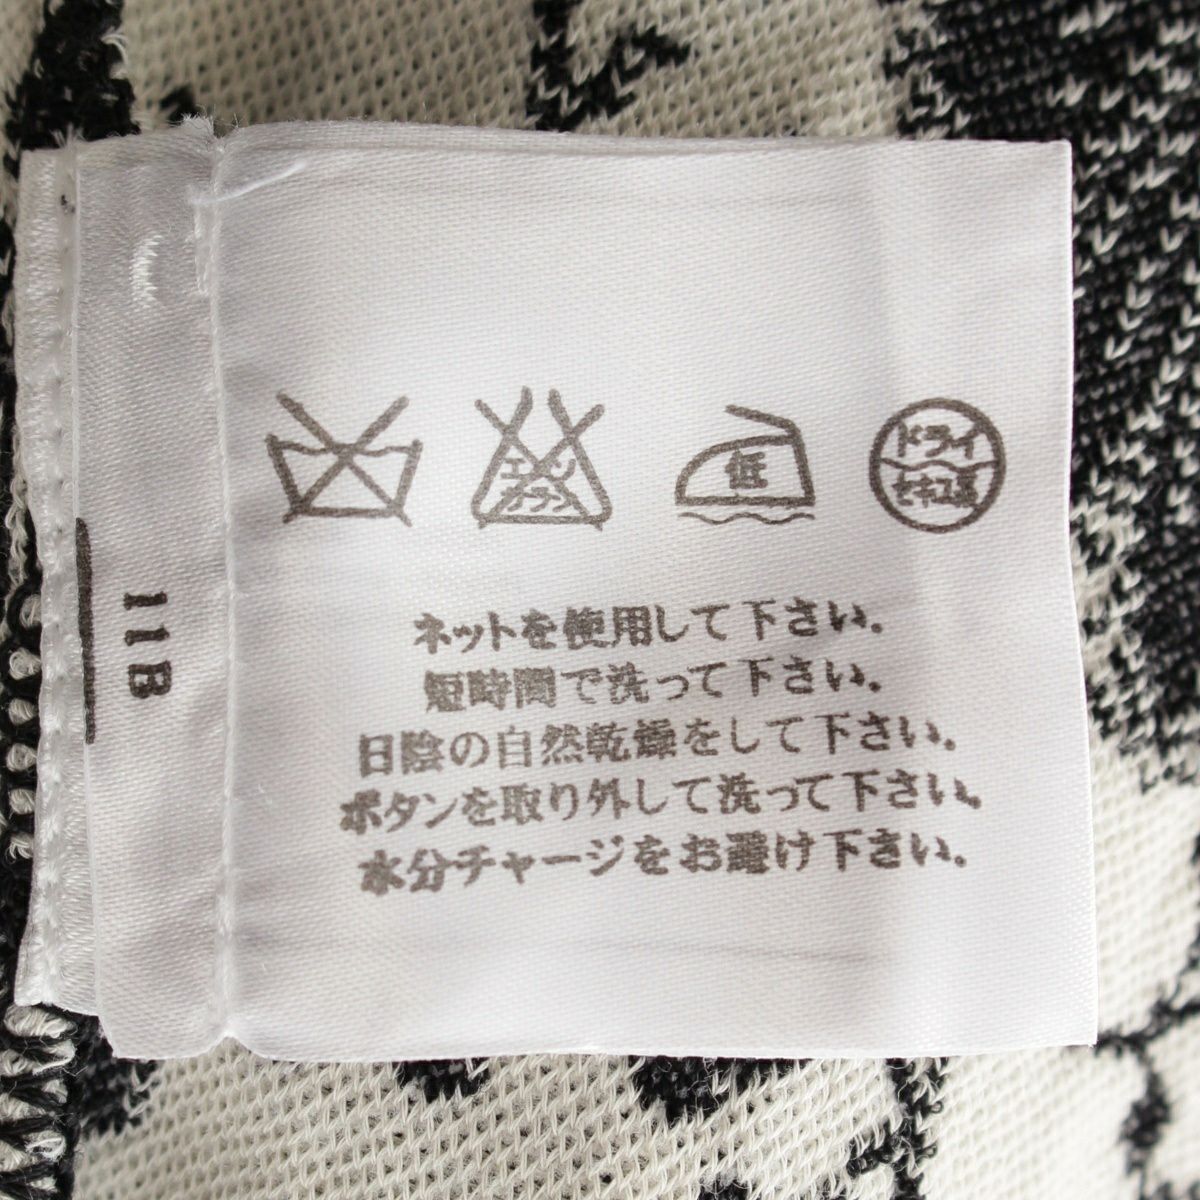 エンソ
サラシ
低
ドライ
セキユ系
ネットを使用して下さい。
短時間で洗って下さい。
日陰の自然乾燥をして下さい。
ボタンを取り外して洗って下さい。
水分チャージをお避け下さい。
11B